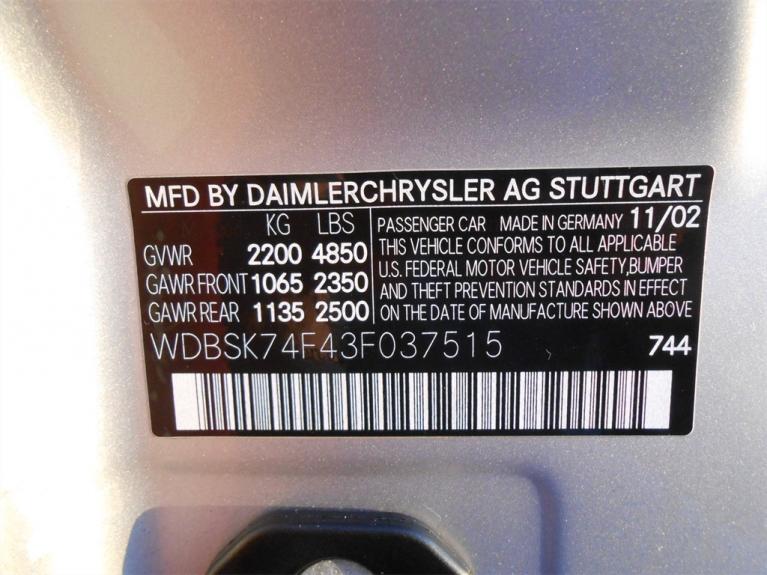 MFD BY DAIMLERCHRYSLER AG STUTTGART
KG LBS
GVWR 2200 4850
GAWR FRONT 1065 2350
GAWR REAR 1135 2500
PASSENGER CAR MADE IN GERMANY 11/02
THIS VEHICLE CONFORMS TO ALL APPLICABLE
U.S. FEDERAL MOTOR VEHICLE SAFETY,BUMPER
AND THEFT PREVENTION STANDARDS IN EFFECT
ON THE DATE OF MANUFACTURE SHOWN ABOVE
WDBSK74F43F037515 744